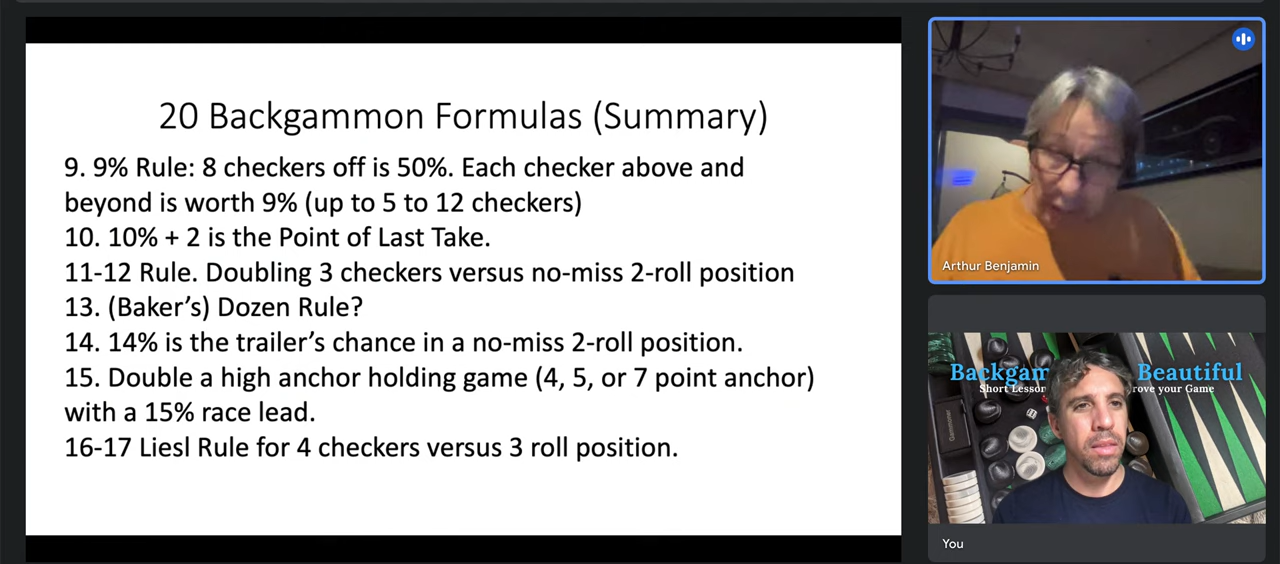 20 Backgammon Formulas (Summary)
9. 9% Rule: 8 checkers off is 50%. Each checker above and
beyond is worth 9% (up to 5 to 12 checkers)
10. 10% + 2 is the Point of Last Take.
11-12 Rule. Doubling 3 checkers versus no-miss 2-roll position
13. (Baker’s) Dozen Rule?
14. 14% is the trailer’s chance in a no-miss 2-roll position.
15. Double a high anchor holding game (4, 5, or 7 point anchor)
with a 15% race lead.
16-17 Liesl Rule for 4 checkers versus 3 roll position.
Arthur Benjamin
Backgam Beautiful
Short Lesson rove your Game
You